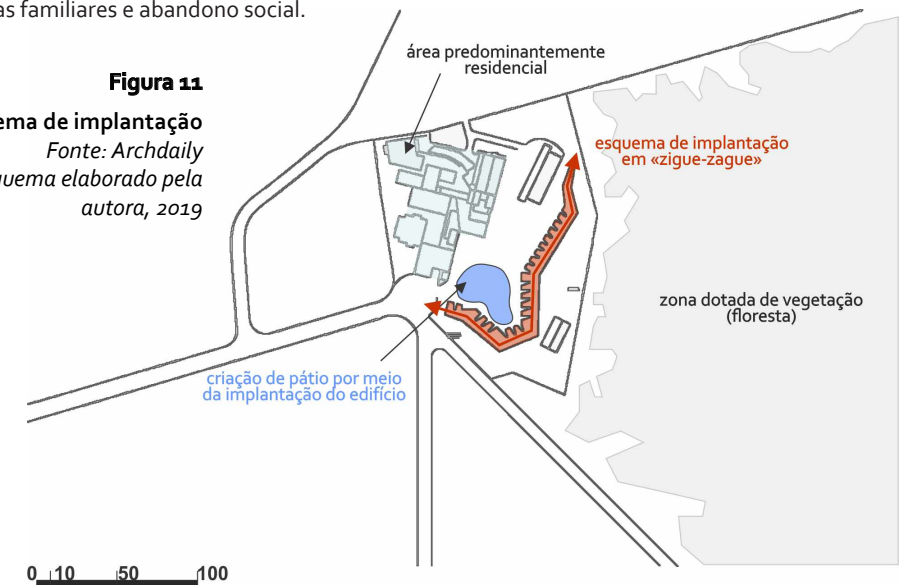 as familiares e abandono social.
Figura 11
ema de implantação
Fonte: Archdaily
quema elaborado pela
autora, 2019
área predominantemente
residencial
esquema de implantação
em «zigue-zague»
zona dotada de vegetação
(floresta)
criação de pátio por meio
da implantação do edifício
0 10 50 100